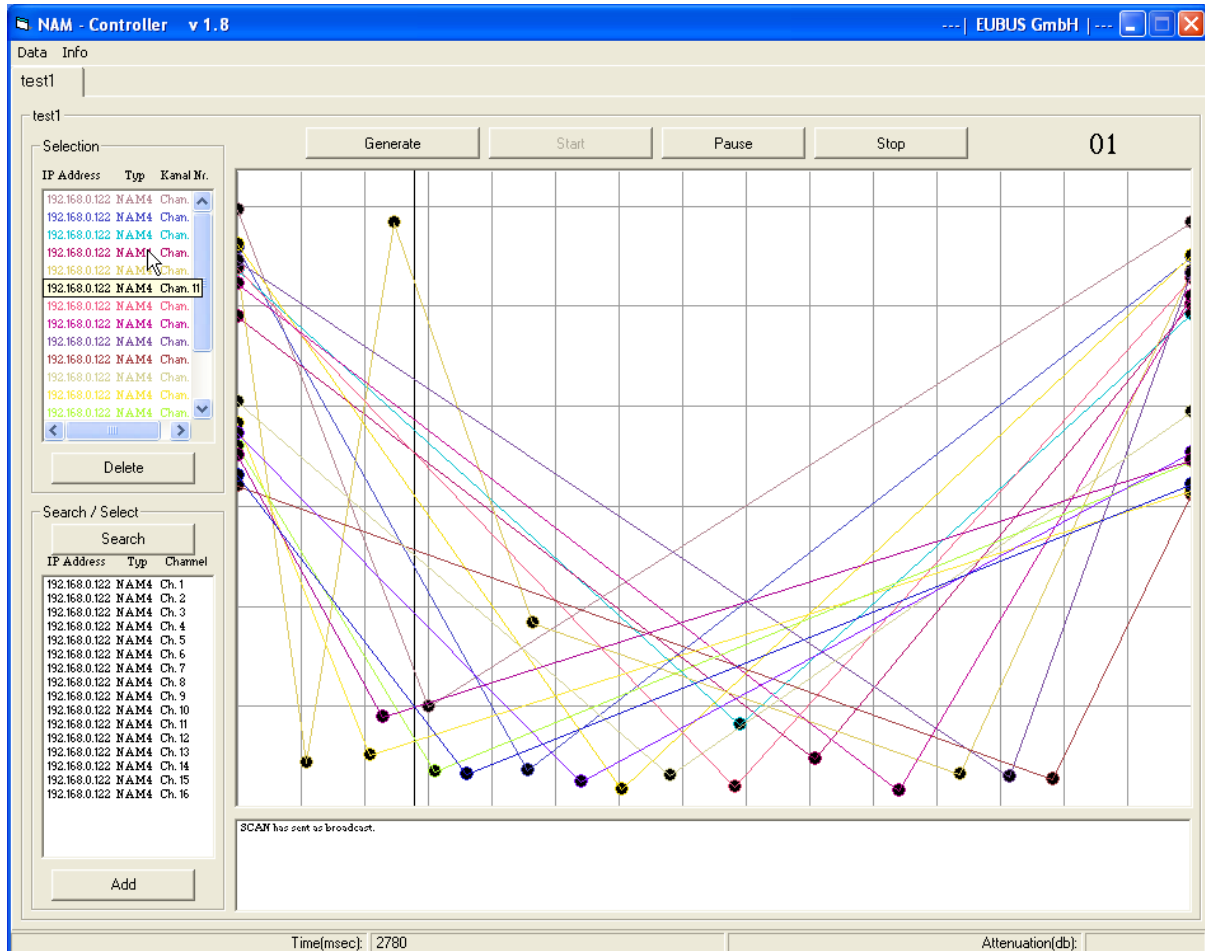 NAM - Controller v 1.8
---| EUBUS GmbH | ---
Data Info
test1
test1
Generate
Start
Pause
Stop
01
Selection
IP Address Typ Kanal Nr.
192.168.0.122 NAM4 Chan.
192.168.0.122 NAM4 Chan.
192.168.0.122 NAM4 Chan.
192.168.0.122 NAM4 Chan.
192.168.0.122 NAM4 Chan.
192.168.0.122 NAM4 Chan. 11
192.168.0.122 NAM4 Chan.
192.168.0.122 NAM4 Chan.
192.168.0.122 NAM4 Chan.
192.168.0.122 NAM4 Chan.
192.168.0.122 NAM4 Chan.
192.168.0.122 NAM4 Chan.
192.168.0.122 NAM4 Chan.
Delete
Search / Select
Search
IP Address Typ Channel
192.168.0.122 NAM4 Ch. 1
192.168.0.122 NAM4 Ch. 2
192.168.0.122 NAM4 Ch. 3
192.168.0.122 NAM4 Ch. 4
192.168.0.122 NAM4 Ch. 5
192.168.0.122 NAM4 Ch. 6
192.168.0.122 NAM4 Ch. 7
192.168.0.122 NAM4 Ch. 8
192.168.0.122 NAM4 Ch. 9
192.168.0.122 NAM4 Ch. 10
192.168.0.122 NAM4 Ch. 11
192.168.0.122 NAM4 Ch. 12
192.168.0.122 NAM4 Ch. 13
192.168.0.122 NAM4 Ch. 14
192.168.0.122 NAM4 Ch. 15
192.168.0.122 NAM4 Ch. 16
Add
SCAN has sent as broadcast.
Time(msec): 2780
Attenuation(db):